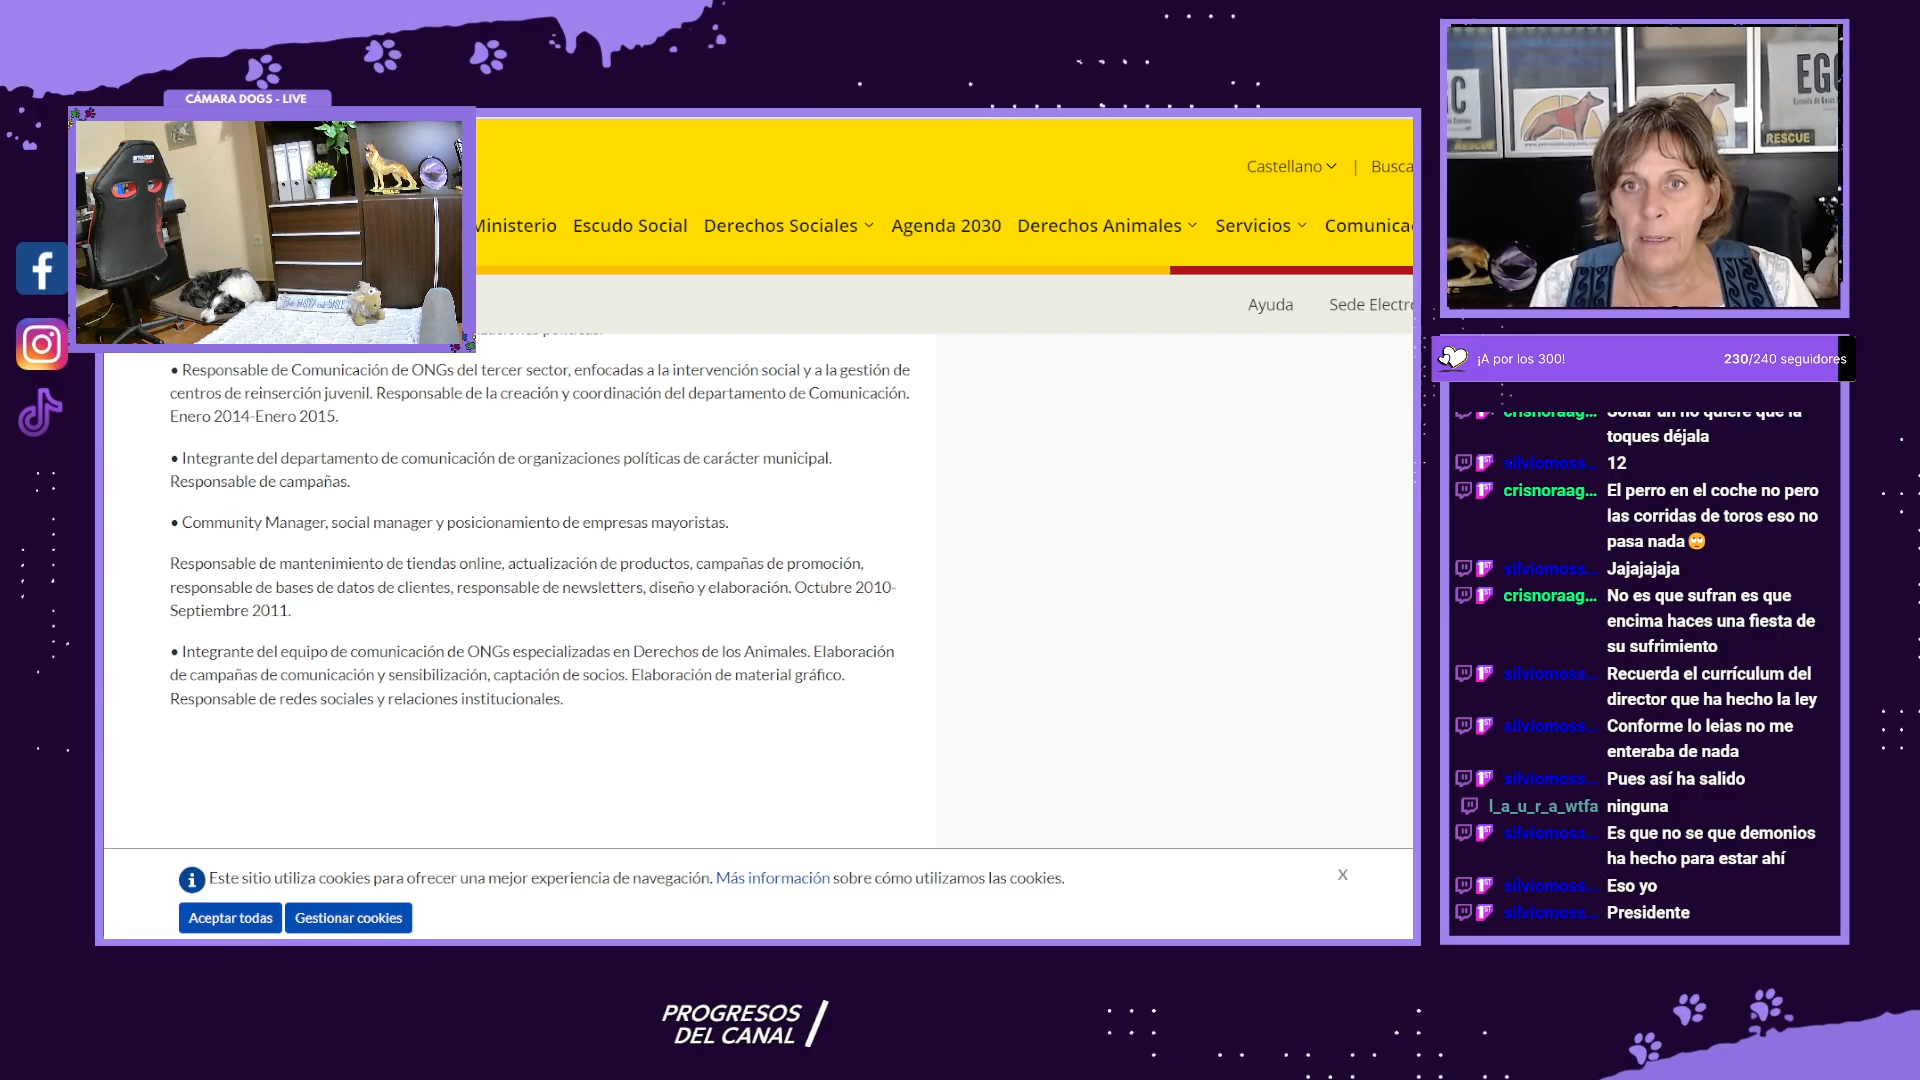 CÁMARA DOGS - LIVE
Castellano
|
Busca
Ministerio
Escudo Social
Derechos Sociales
Agenda 2030
Derechos Animales
Servicios
Comunicac
Ayuda
Sede Electró
• Responsable de Comunicación de ONGs del tercer sector, enfocadas a la intervención social y a la gestión de
centros de reinserción juvenil. Responsable de la creación y coordinación del departamento de Comunicación.
Enero 2014-Enero 2015.
• Integrante del departamento de comunicación de organizaciones políticas de carácter municipal.
Responsable de campañas.
• Community Manager, social manager y posicionamiento de empresas mayoristas.
Responsable de mantenimiento de tiendas online, actualización de productos, campañas de promoción,
responsable de bases de datos de clientes, responsable de newsletters, diseño y elaboración. Octubre 2010-
Septiembre 2011.
• Integrante del equipo de comunicación de ONGs especializadas en Derechos de los Animales. Elaboración
de campañas de comunicación y sensibilización, captación de socios. Elaboración de material gráfico.
Responsable de redes sociales y relaciones institucionales.
Este sitio utiliza cookies para ofrecer una mejor experiencia de navegación. Más información sobre cómo utilizamos las cookies.
X
Aceptar todas
Gestionar cookies
PROGRESOS
DEL CANAL
EGC
RESCUE
¡A por los 300!
230/240 seguidores
crisnoraag... Soltar un no quiere que la
toques déjala
silviomoss... 12
crisnoraag... El perro en el coche no pero
las corridas de toros eso no
pasa nada🙄
silviomoss... Jajajajaja
crisnoraag... No es que sufran es que
encima haces una fiesta de
su sufrimiento
silviomoss... Recuerda el currículum del
director que ha hecho la ley
silviomoss... Conforme lo leias no me
enteraba de nada
silviomoss... Pues así ha salido
l_a_u_r_a_wtfa ninguna
silviomoss... Es que no se que demonios
ha hecho para estar ahí
silviomoss... Eso yo
silviomoss... Presidente